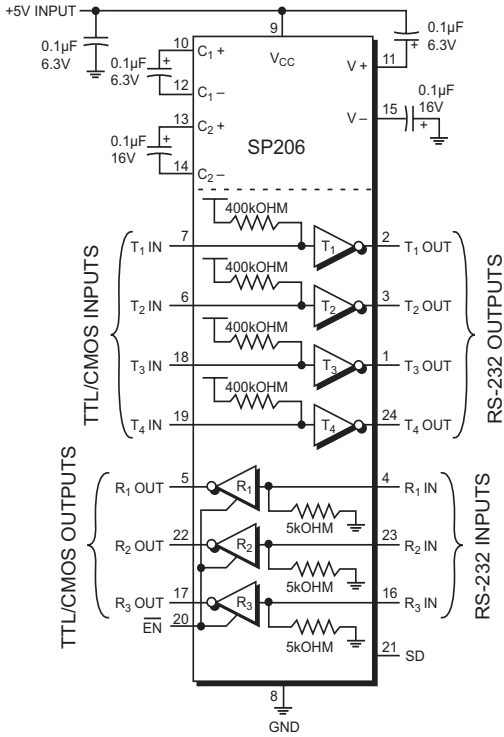 +5V INPUT
0.1µF
6.3V
9
VCC
0.1µF
6.3V
10
C1 +
0.1µF
6.3V
12
C1 –
V +
11
13
C2 +
0.1µF
16V
14
C2 –
0.1µF
16V
15
V –
SP206
400kOHM
7
T1 IN
T1
2
T1 OUT
400kOHM
6
T2 IN
T2
3
T2 OUT
400kOHM
18
T3 IN
T3
1
T3 OUT
400kOHM
19
T4 IN
T4
24
T4 OUT
TTL/CMOS INPUTS
RS-232 OUTPUTS
R1 OUT
5
R1
4
R1 IN
5kOHM
R2 OUT
22
R2
23
R2 IN
5kOHM
R3 OUT
17
R3
16
R3 IN
5kOHM
TTL/CMOS OUTPUTS
RS-232 INPUTS
EN
20
21
SD
8
GND